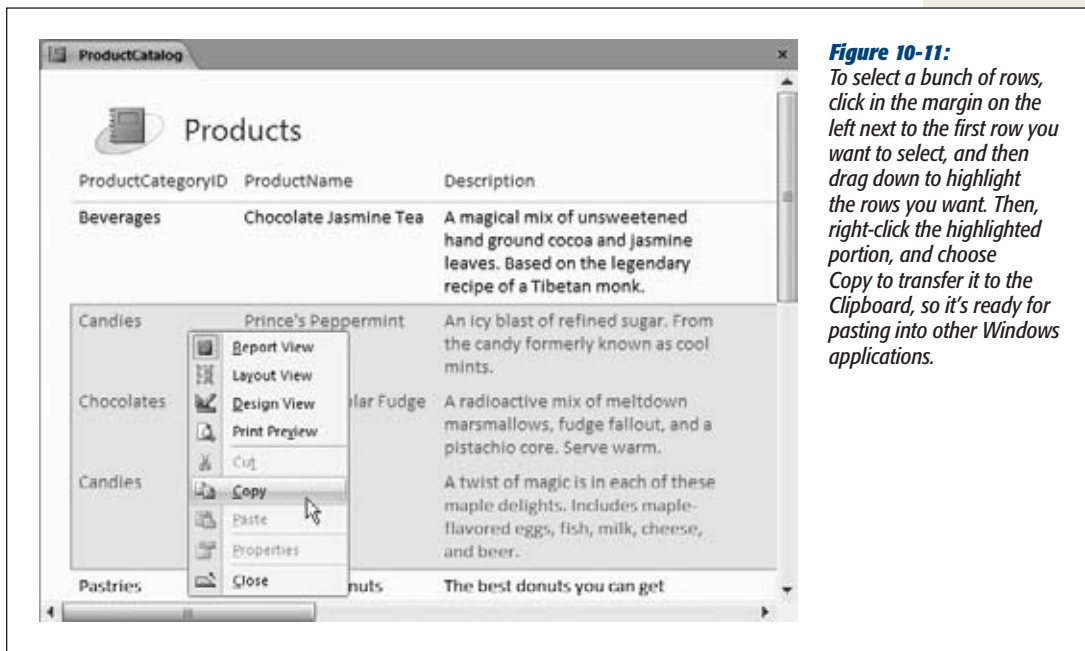 ProductCatalog
Products
ProductCategoryID ProductName Description
Beverages Chocolate Jasmine Tea A magical mix of unsweetened
hand ground cocoa and jasmine
leaves. Based on the legendary
recipe of a Tibetan monk.
Candies Prince's Peppermint An icy blast of refined sugar. From
the candy formerly known as cool
mints.
Chocolates lar Fudge A radioactive mix of meltdown
marsmallows, fudge fallout, and a
pistachio core. Serve warm.
Candies A twist of magic is in each of these
maple delights. Includes maple-
flavored eggs, fish, milk, cheese,
and beer.
Pastries nuts The best donuts you can get
Report View
Layout View
Design View
Print Preview
Cut
Copy
Paste
Properties
Close
Figure 10-11:
To select a bunch of rows,
click in the margin on the
left next to the first row you
want to select, and then
drag down to highlight
the rows you want. Then,
right-click the highlighted
portion, and choose
Copy to transfer it to the
Clipboard, so it's ready for
pasting into other Windows
applications.